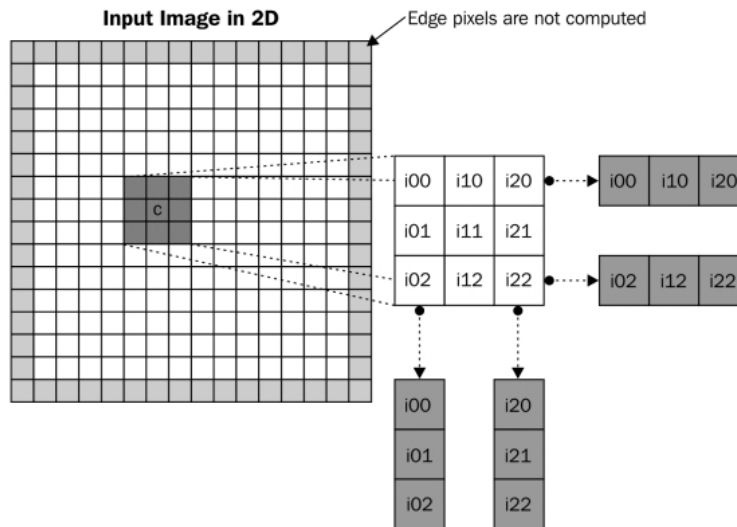 Input Image in 2D
Edge pixels are not computed
c
i00 i10 i20
i01 i11 i21
i02 i12 i22
i00 i10 i20
i02 i12 i22
i00
i01
i02
i20
i21
i22